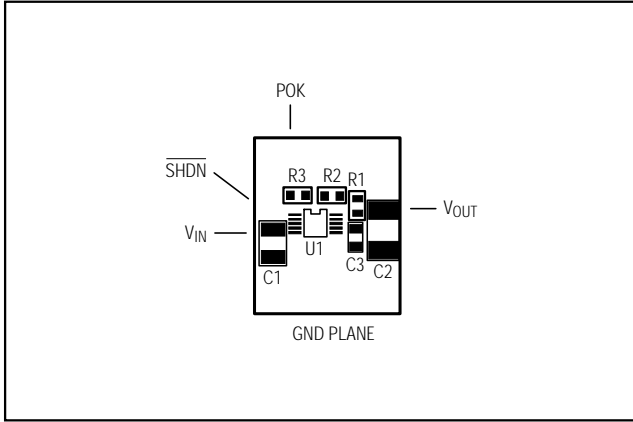 POK
SHDN
R3 R2 R1
VIN
VOUT
U1
C1
C3 C2
GND PLANE